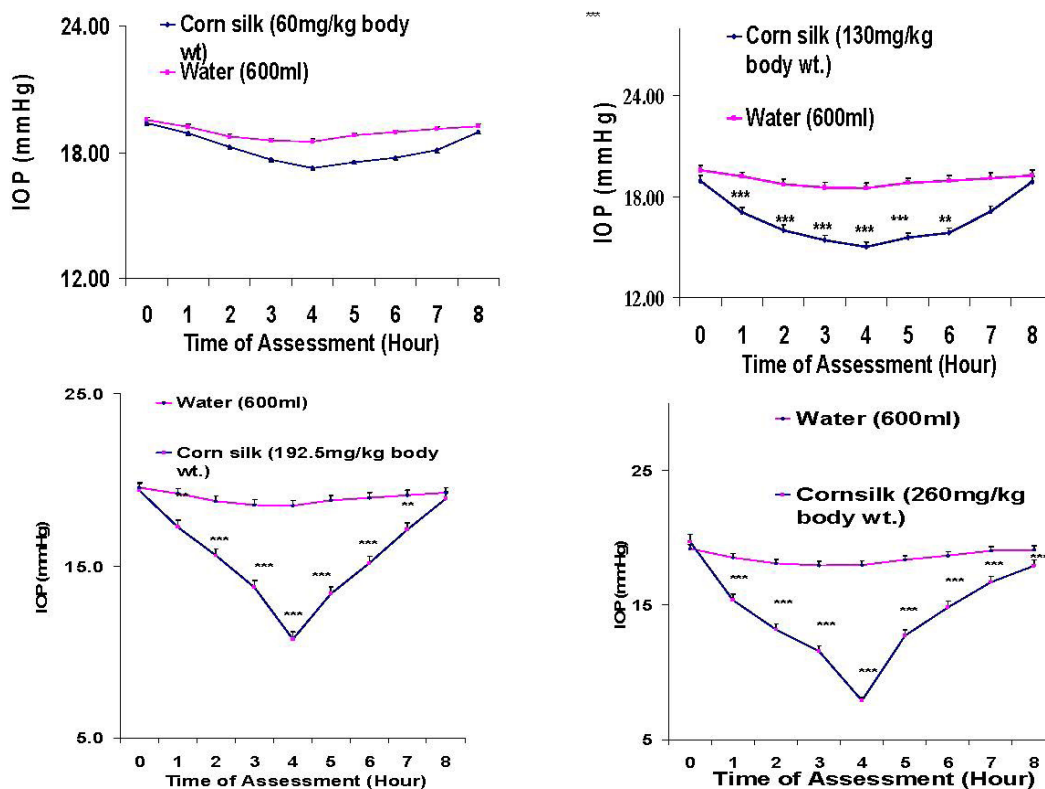 24.00
Corn silk (60mg/kg body
wt)
Water (600ml)
IOP (mmHg)
18.00
12.00
0 1 2 3 4 5 6 7 8
Time of Assessment (Hour)
***
Corn silk (130mg/kg
body wt.)
24.00
Water (600ml)
IOP (mmHg)
18.00
*** *** *** *** *** **
12.00
0 1 2 3 4 5 6 7 8
Time of Assessment (Hour)
25.0
Water (600ml)
Corn silk (192.5mg/kg body
wt.)
** **
*** ***
IOP (mmHg)
15.0
*** ***
***
5.0
0 1 2 3 4 5 6 7 8
Time of Assessment (Hour)
Water (600ml)
25
Cornsilk (260mg/kg
body wt.)
IOP (mmHg)
***
*** *** ***
15
*** ***
***
***
5
0 1 2 3 4 5 6 7 8
Time of Assessment (Hour)